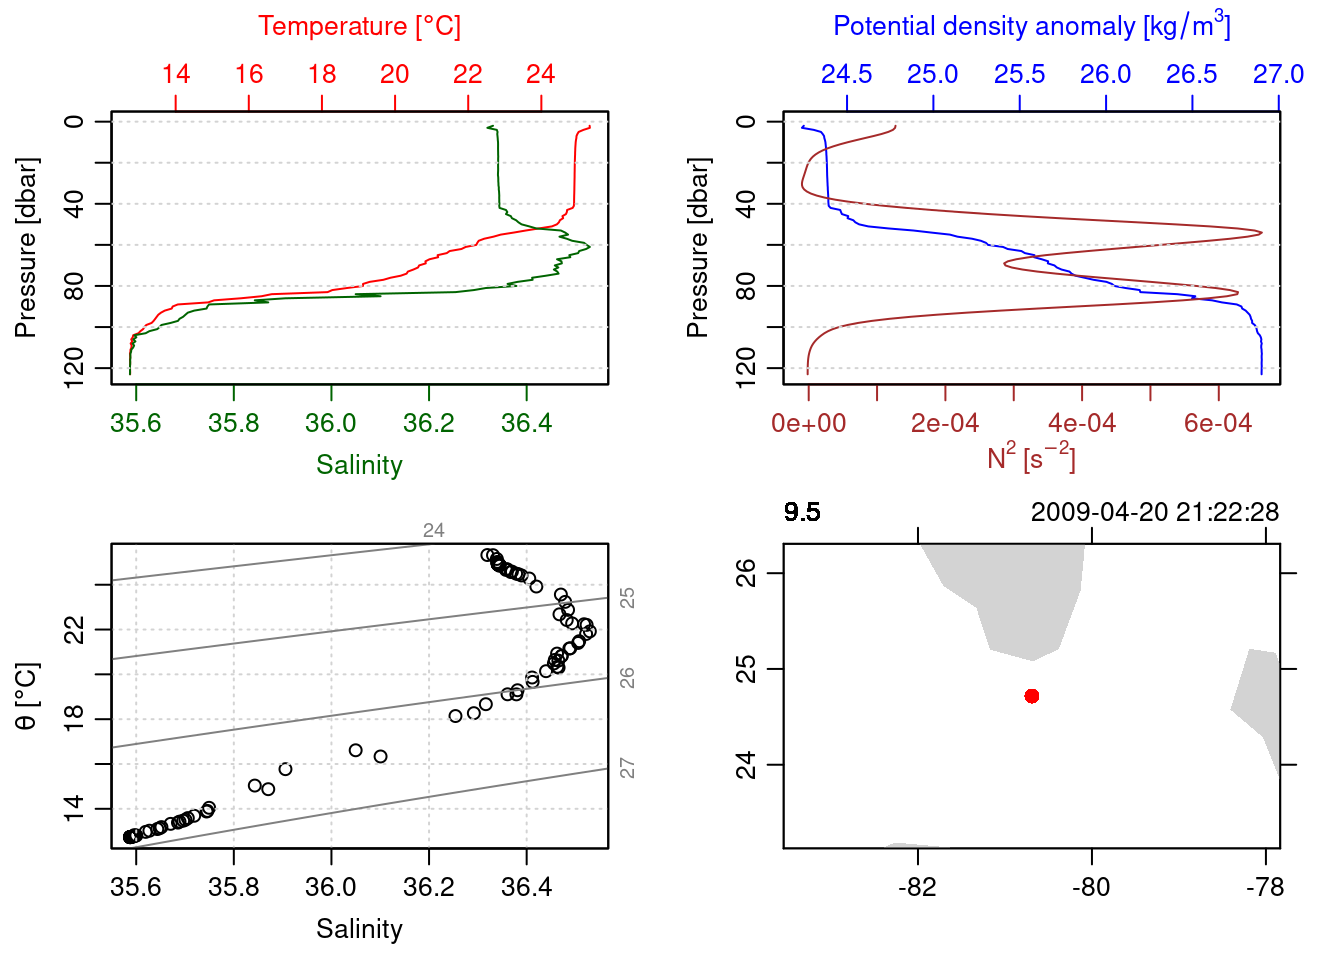 Temperature [°C]
14 16 18 20 22 24
0
40
80
120
Pressure [dbar]
35.6 35.8 36.0 36.2 36.4
Salinity
Potential density anomaly [kg/m³]
24.5 25.0 25.5 26.0 26.5 27.0
0
40
80
120
Pressure [dbar]
0e+00 2e-04 4e-04 6e-04
N² [s⁻²]
24
25
26
27
22
18
14
θ [°C]
35.6 35.8 36.0 36.2 36.4
Salinity
9.5 2009-04-20 21:22:28
26
25
24
-82 -80 -78